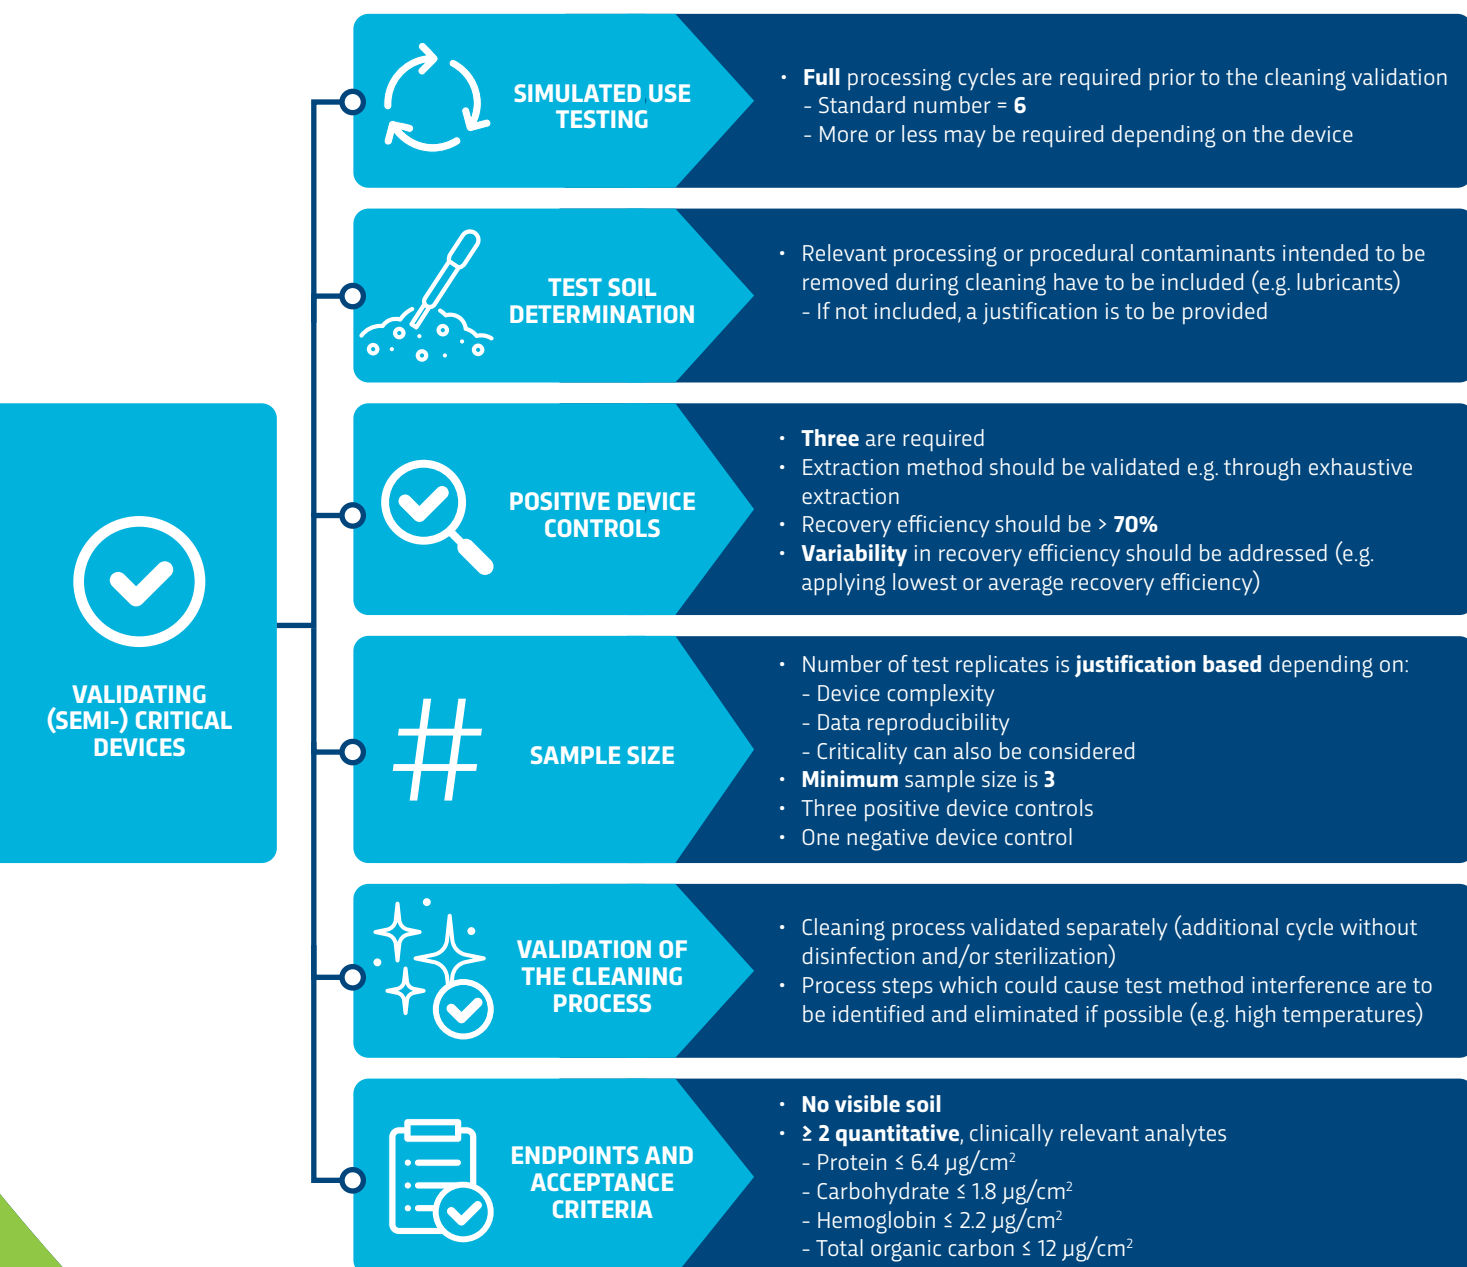 VALIDATING
(SEMI-) CRITICAL
DEVICES
SIMULATED USE
TESTING
• Full processing cycles are required prior to the cleaning validation
- Standard number = 6
- More or less may be required depending on the device
TEST SOIL
DETERMINATION
• Relevant processing or procedural contaminants intended to be
removed during cleaning have to be included (e.g. lubricants)
- If not included, a justification is to be provided
POSITIVE DEVICE
CONTROLS
• Three are required
• Extraction method should be validated e.g. through exhaustive
extraction
• Recovery efficiency should be > 70%
• Variability in recovery efficiency should be addressed (e.g.
applying lowest or average recovery efficiency)
#
SAMPLE SIZE
• Number of test replicates is justification based depending on:
- Device complexity
- Data reproducibility
- Criticality can also be considered
• Minimum sample size is 3
• Three positive device controls
• One negative device control
VALIDATION OF
THE CLEANING
PROCESS
• Cleaning process validated separately (additional cycle without
disinfection and/or sterilization)
• Process steps which could cause test method interference are to
be identified and eliminated if possible (e.g. high temperatures)
ENDPOINTS AND
ACCEPTANCE
CRITERIA
• No visible soil
• ≥ 2 quantitative, clinically relevant analytes
- Protein ≤ 6.4 µg/cm²
- Carbohydrate ≤ 1.8 µg/cm²
- Hemoglobin ≤ 2.2 µg/cm²
- Total organic carbon ≤ 12 µg/cm²